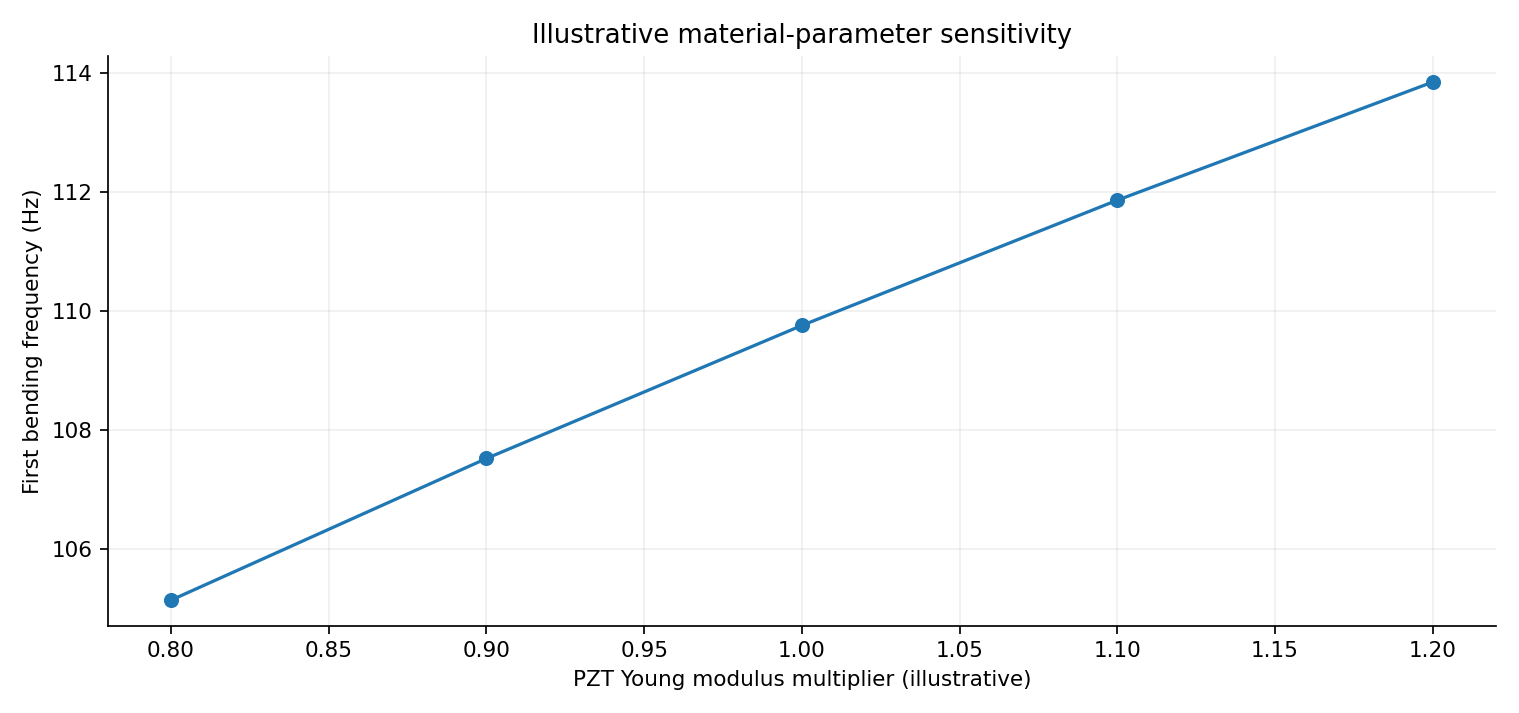 Illustrative material-parameter sensitivity
First bending frequency (Hz)
114
112
110
108
106
0.80 0.85 0.90 0.95 1.00 1.05 1.10 1.15 1.20
PZT Young modulus multiplier (illustrative)